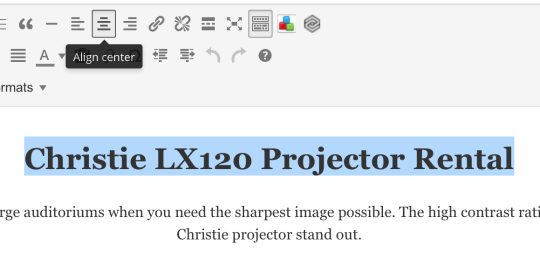 A
Align center
rmats
Christie LX120 Projector Rental
rge auditoriums when you need the sharpest image possible. The high contrast rati
Christie projector stand out.